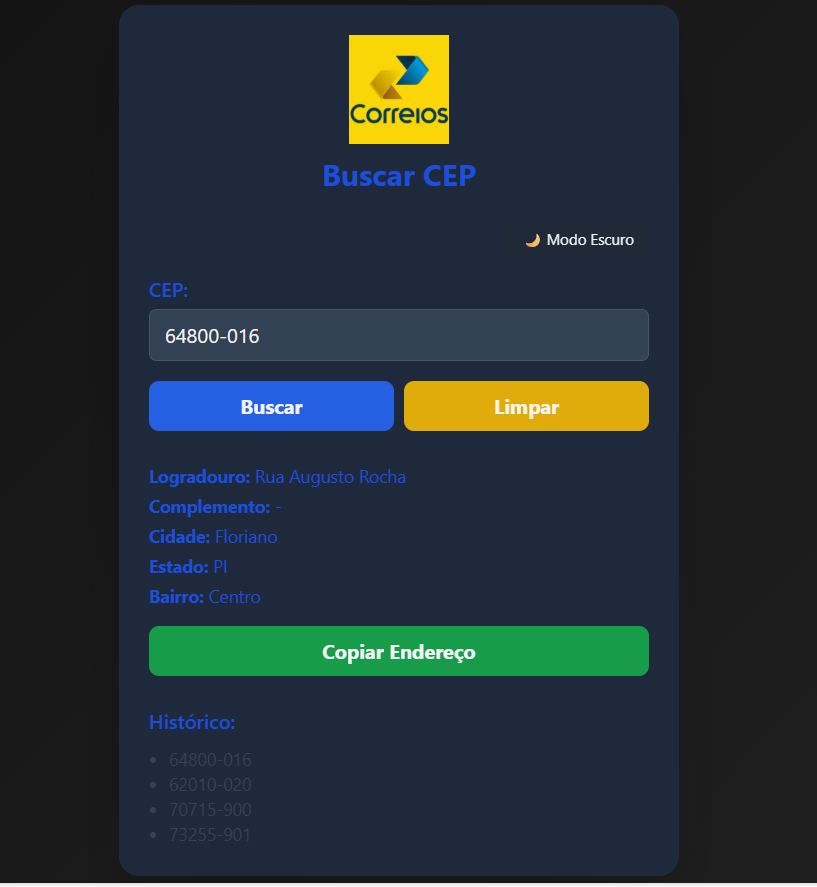 Correios
Buscar CEP
🌙 Modo Escuro
CEP:
64800-016
Buscar
Limpar
Logradouro: Rua Augusto Rocha
Complemento: -
Cidade: Floriano
Estado: PI
Bairro: Centro
Copiar Endereço
Histórico:
• 64800-016
• 62010-020
• 70715-900
• 73255-901